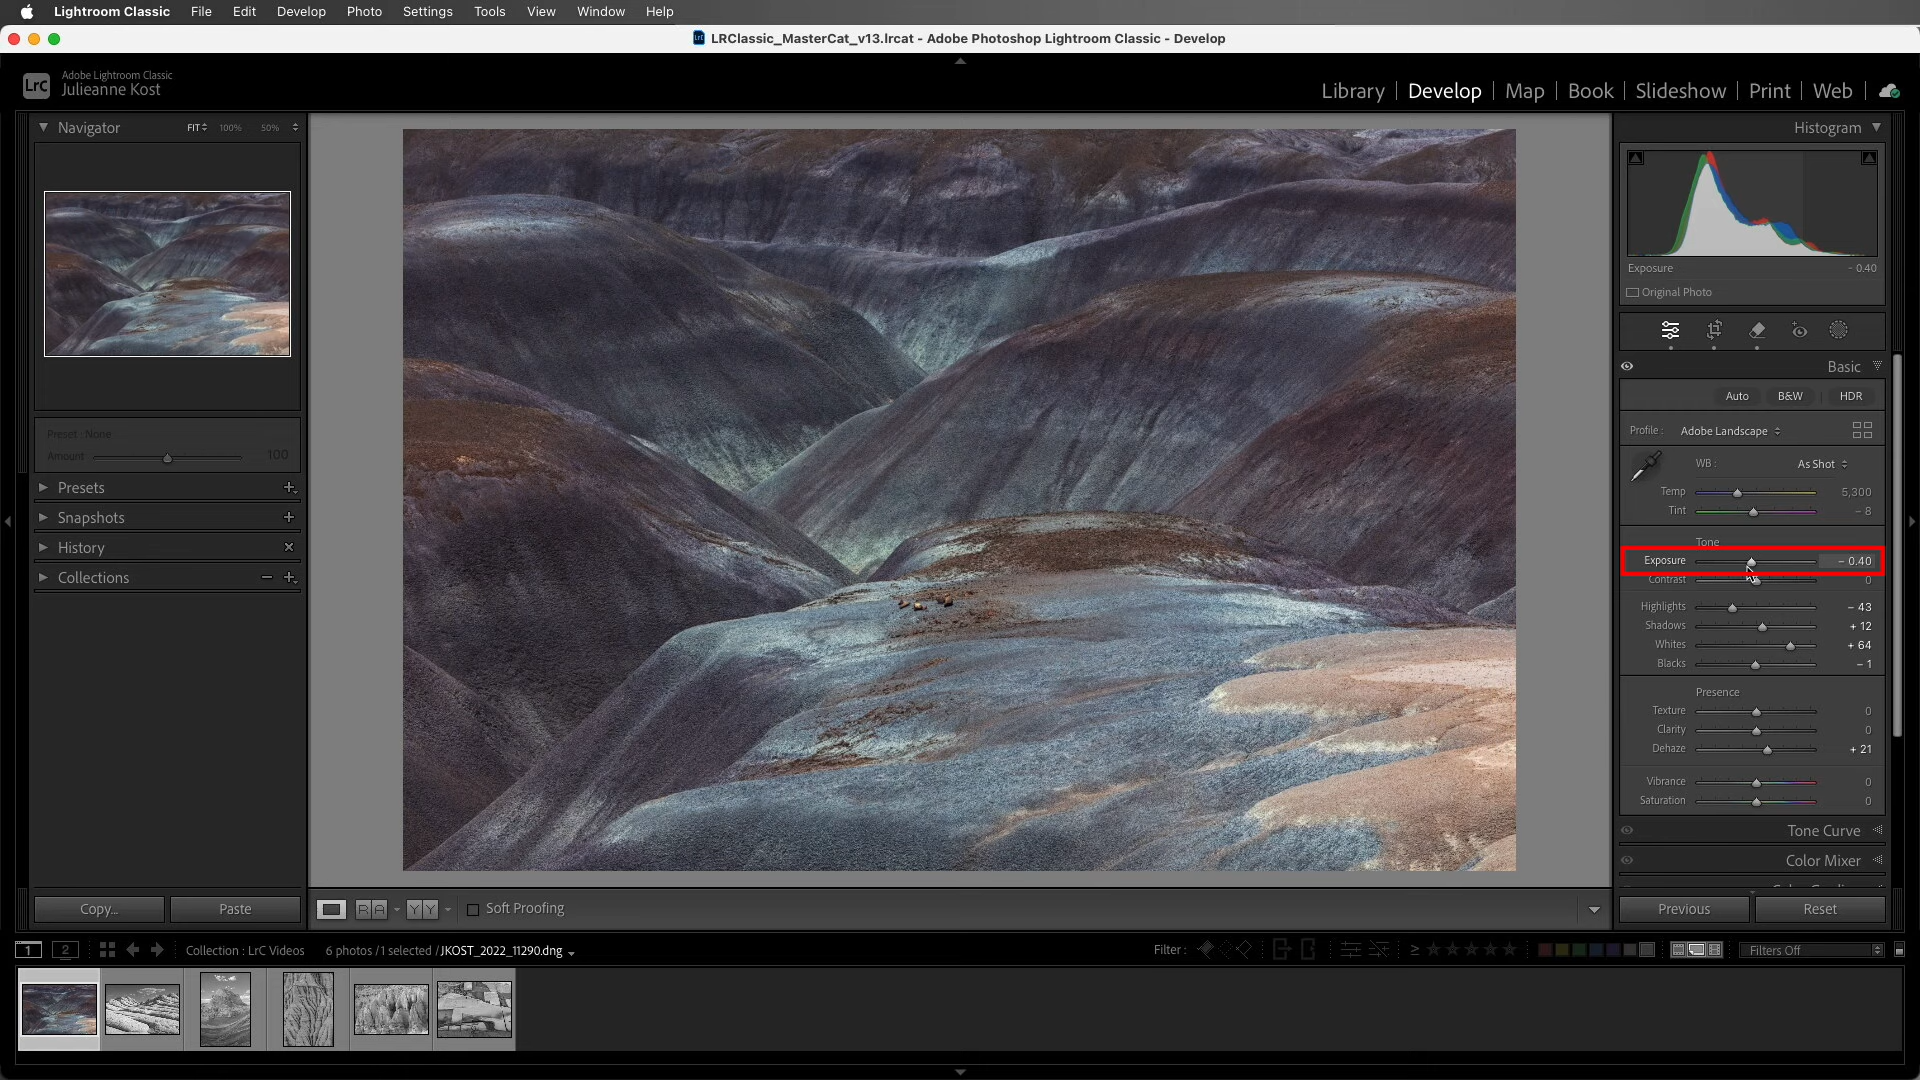 Lightroom Classic File Edit Develop Photo Settings Tools View Window Help
LrC LRClassic_MasterCat_v13.lrcat - Adobe Photoshop Lightroom Classic - Develop
LrC
Adobe Lightroom Classic
Julieanne Kost
Library | Develop | Map | Book | Slideshow | Print | Web |
Navigator FIT 100% 50%
Preset : None
Amount 100
Presets
Snapshots
History
Collections
Copy... Paste
Histogram
Exposure - 0.40
Original Photo
Basic
Auto B&W | HDR
Profile : Adobe Landscape
WB : As Shot
Temp 5,300
Tint - 8
Tone
Exposure - 0.40
Contrast 0
Highlights - 43
Shadows + 12
Whites + 64
Blacks - 1
Presence
Texture 0
Clarity 0
Dehaze + 21
Vibrance 0
Saturation 0
Tone Curve
Color Mixer
Previous Reset
R A Y Y Soft Proofing
1 2 Collection : LrC Videos 6 photos / 1 selected / JKOST_2022_11290.dng
Filter : ≥ Filters Off